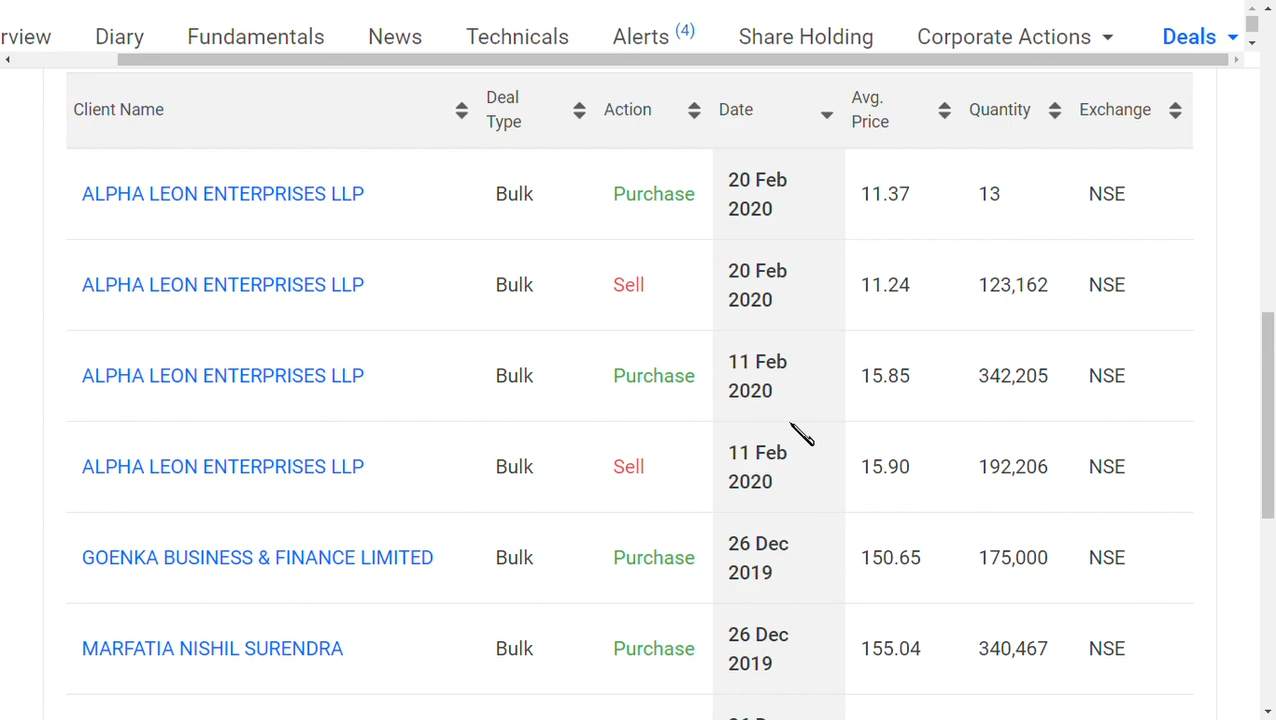 rview Diary Fundamentals News Technicals Alerts (4) Share Holding Corporate Actions Deals
Client Name Deal Type Action Date Avg. Price Quantity Exchange
ALPHA LEON ENTERPRISES LLP Bulk Purchase 20 Feb 2020 11.37 13 NSE
ALPHA LEON ENTERPRISES LLP Bulk Sell 20 Feb 2020 11.24 123,162 NSE
ALPHA LEON ENTERPRISES LLP Bulk Purchase 11 Feb 2020 15.85 342,205 NSE
ALPHA LEON ENTERPRISES LLP Bulk Sell 11 Feb 2020 15.90 192,206 NSE
GOENKA BUSINESS & FINANCE LIMITED Bulk Purchase 26 Dec 2019 150.65 175,000 NSE
MARFATIA NISHIL SURENDRA Bulk Purchase 26 Dec 2019 155.04 340,467 NSE